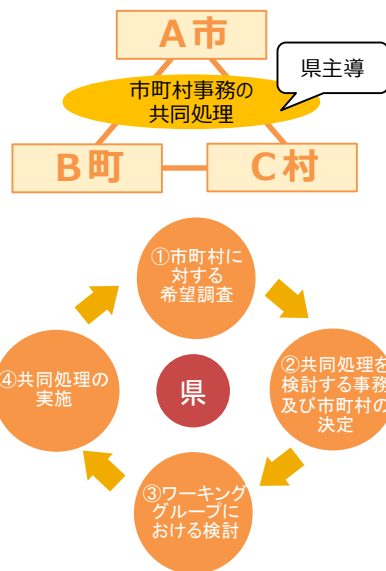 A市
県主導
市町村事務の
共同処理
B町
C村
①市町村に
対する
希望調査
②共同処理を
検討する事務
及び市町村の
決定
県
④共同処理の
実施
③ワーキング
グループに
おける検討